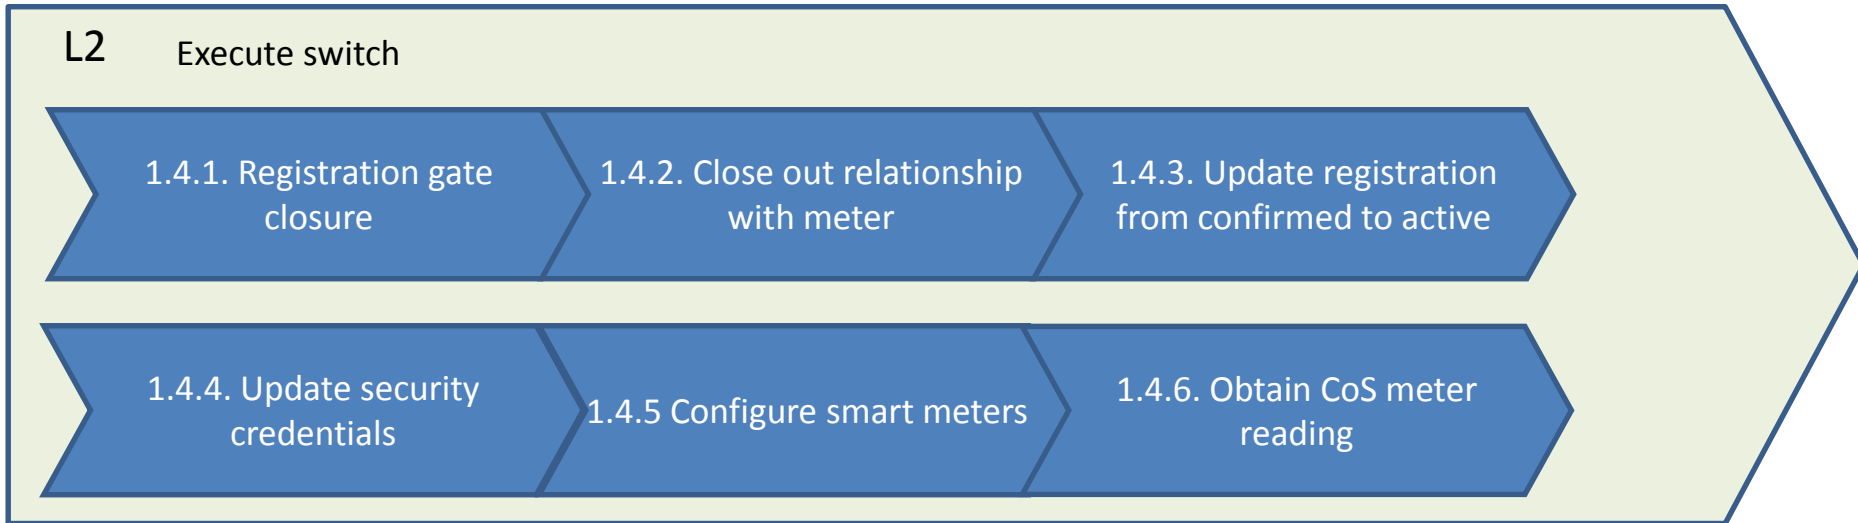 L2 Execute switch
1.4.1. Registration gate
closure
1.4.2. Close out relationship
with meter
1.4.3. Update registration
from confirmed to active
1.4.4. Update security
credentials
1.4.5 Configure smart meters
1.4.6. Obtain CoS meter
reading